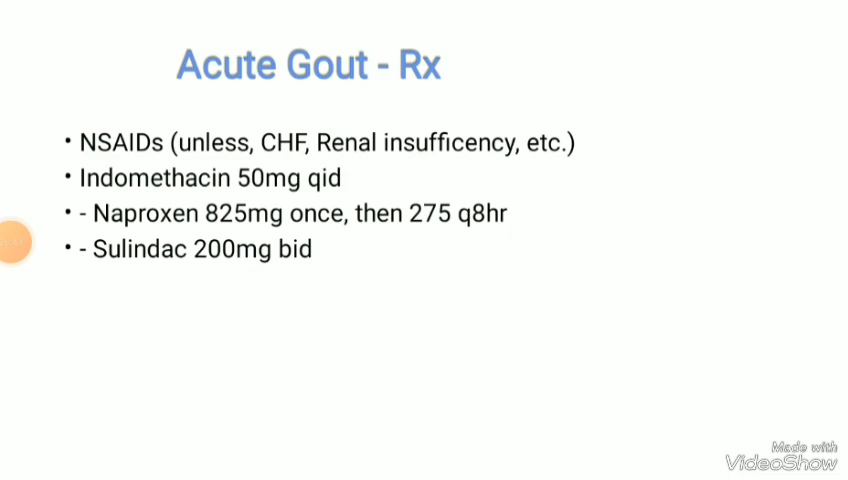 Acute Gout - Rx
• NSAIDs (unless, CHF, Renal insufficency, etc.)
• Indomethacin 50mg qid
• - Naproxen 825mg once, then 275 q8hr
• - Sulindac 200mg bid
Made with
VideoShow